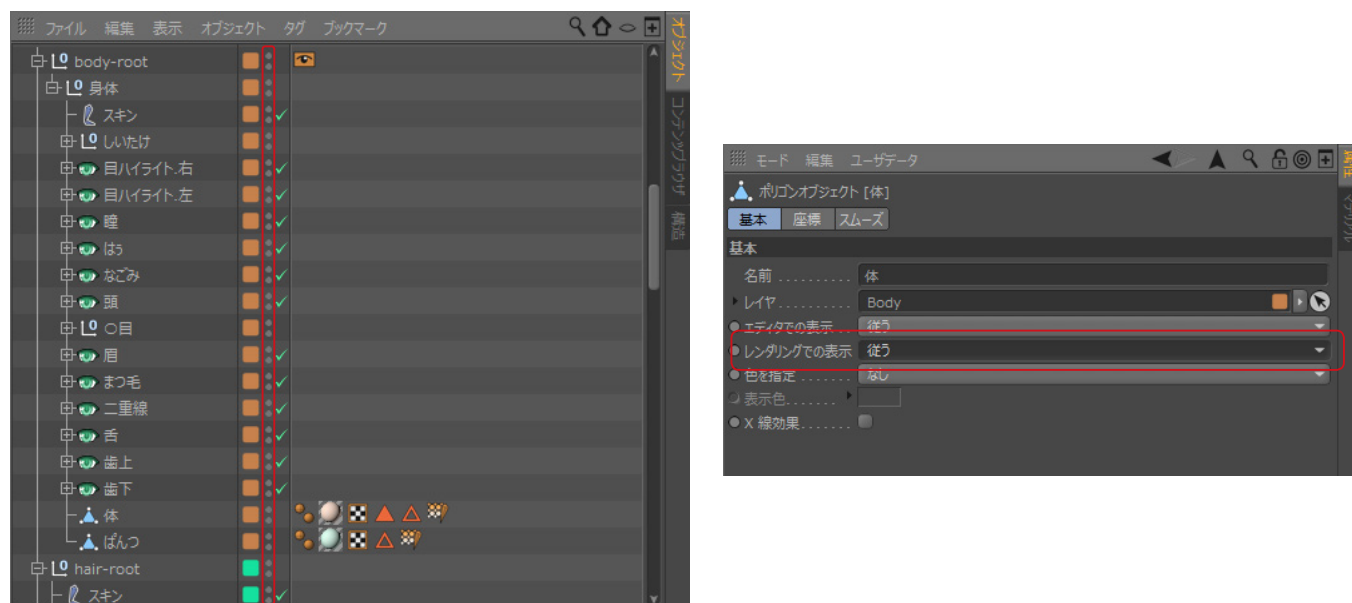 ファイル 編集 表示 オブジェクト タグ ブックマーク
body-root
身体
スキン
しいたけ
目ハイライト.右
目ハイライト.左
瞳
はぅ
なごみ
頭
〇目
眉
まつ毛
二重線
舌
歯上
歯下
体
ぱんつ
hair-root
スキン
オブジェクト
コンテンツブラウザ
構造
モード 編集 ユーザデータ
ポリゴンオブジェクト [体]
基本 座標 スムーズ
基本
名前 . . . . . . . . . . 体
レイヤ . . . . . . . . . . Body
エディタでの表示 . . . 従う
レンダリングでの表示 従う
色を指定 . . . . . . . . なし
表示色. . . . . . .
X 線効果. . . . . . .
属性